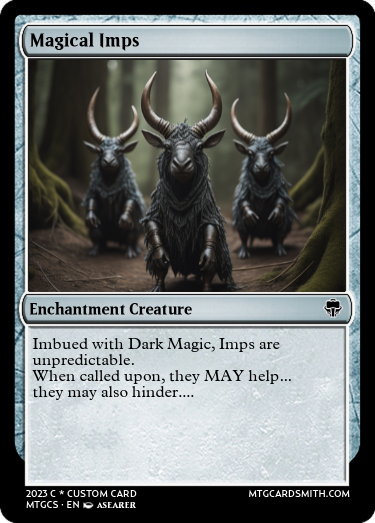 Magical Imps
Enchantment Creature
Imbued with Dark Magic, Imps are
unpredictable.
When called upon, they MAY help...
they may also hinder....
2023 C * CUSTOM CARD
MTGCARDSMITH.COM
MTGCS · EN ASEARER